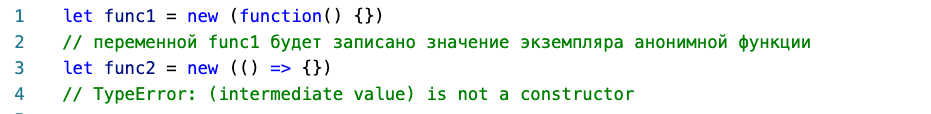 1 let func1 = new (function() {})
2 // переменной func1 будет записано значение экземпляра анонимной функции
3 let func2 = new (() => {})
4 // TypeError: (intermediate value) is not a constructor